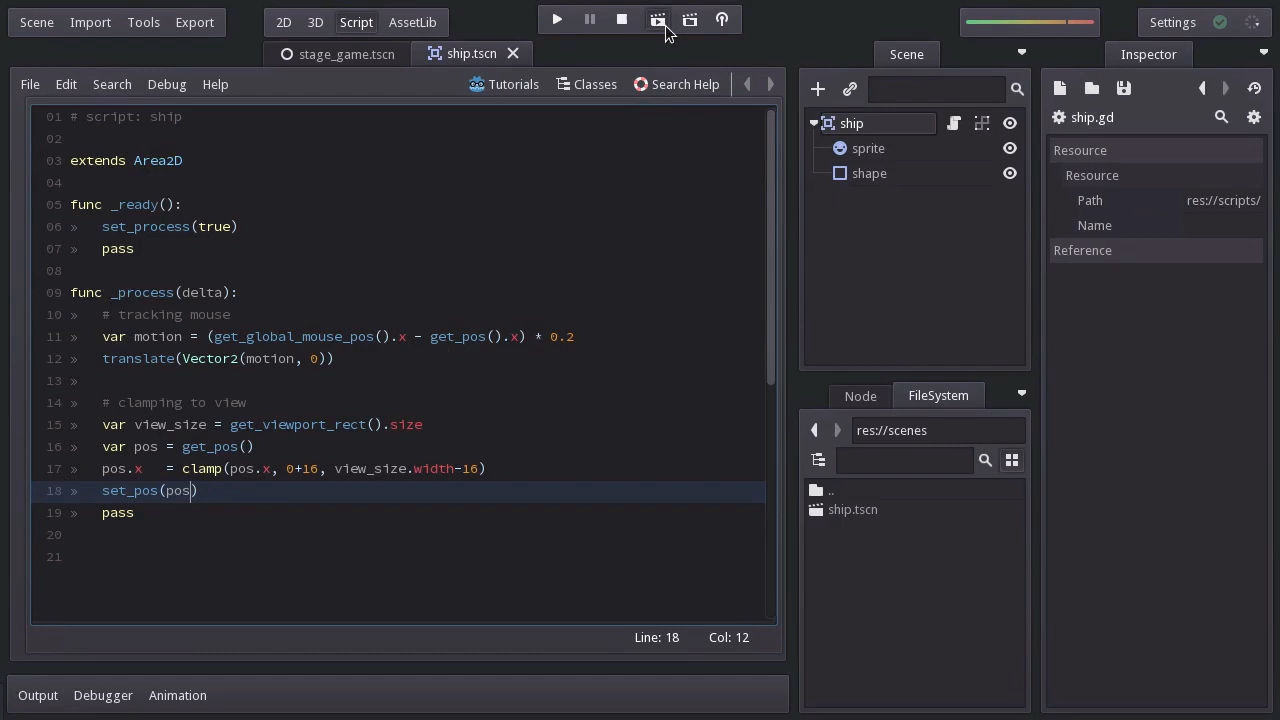 Scene Import Tools Export
2D 3D Script AssetLib
Settings
stage_game.tscn ship.tscn
Scene
Inspector
File Edit Search Debug Help
Tutorials Classes Search Help
01 # script: ship
02
03 extends Area2D
04
05 func _ready():
06 » set_process(true)
07 » pass
08
09 func _process(delta):
10 » # tracking mouse
11 » var motion = (get_global_mouse_pos().x - get_pos().x) * 0.2
12 » translate(Vector2(motion, 0))
13 »
14 » # clamping to view
15 » var view_size = get_viewport_rect().size
16 » var pos = get_pos()
17 » pos.x   = clamp(pos.x, 0+16, view_size.width-16)
18 » set_pos(pos)
19 » pass
20
21
Line: 18 Col: 12
Output Debugger Animation
ship
sprite
shape
Node FileSystem
res://scenes
..
ship.tscn
ship.gd
Resource
Resource
Path res://scripts/
Name
Reference